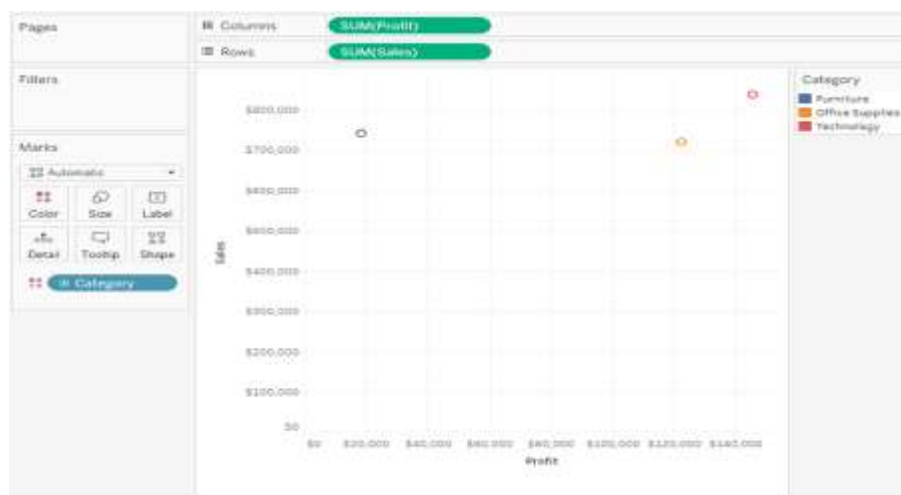 Pages
Columns SUM(Profit)
Rows SUM(Sales)
Filters
Marks
Automatic
Color Size Label
Detail Tooltip Shape
Category
Sales
$800,000
$700,000
$600,000
$500,000
$400,000
$300,000
$200,000
$100,000
$0
$0 $20,000 $40,000 $60,000 $80,000 $100,000 $120,000 $140,000
Profit
Category
Furniture
Office Supplies
Technology